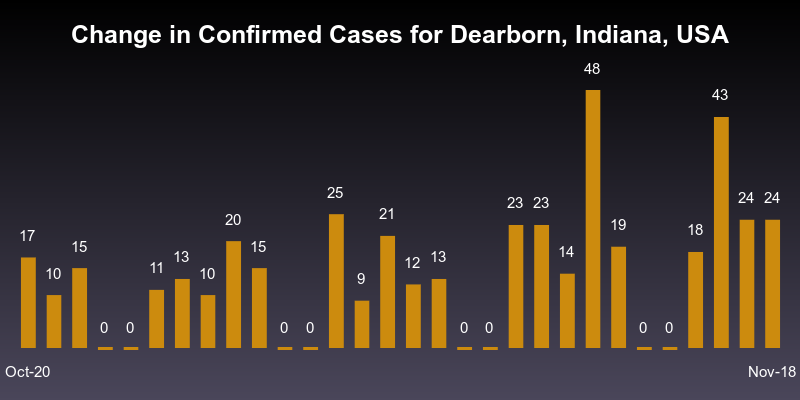 Change in Confirmed Cases for Dearborn, Indiana, USA
17 10 15 0 0 11 13 10 20 15 0 0 25 9 21 12 13 0 0 23 23 14 48 19 0 0 18 43 24 24
Oct-20 Nov-18